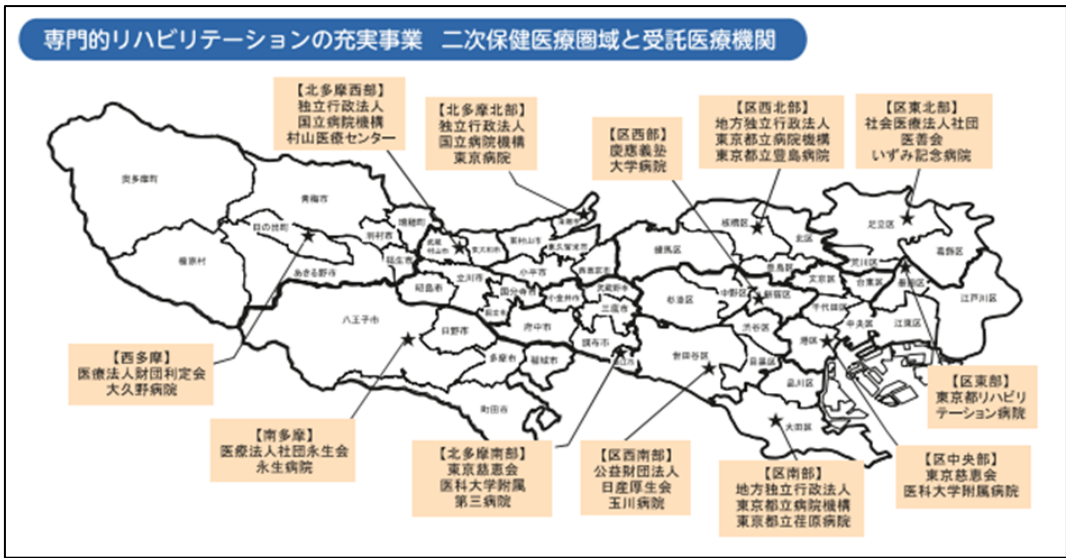 専門的リハビリテーションの充実事業 二次保健医療圏域と受託医療機関
【北多摩西部】
独立行政法人
国立病院機構
村山医療センター
【北多摩北部】
独立行政法人
国立病院機構
東京病院
【区西部】
慶應義塾
大学病院
【区西北部】
地方独立行政法人
東京都立病院機構
東京都立豊島病院
【区東北部】
社会医療法人社団
医善会
いずみ記念病院
奥多摩町
青梅市
日の出町
檜原村
あきる野市
羽村市
瑞穂町
福生市
武蔵
村山市
東大和市
東村山市
清瀬市
東久留米市
西東京市
昭島市
立川市
小平市
国分寺市
小金井市
武蔵野市
三鷹市
国立市
八王子市
日野市
府中市
調布市
狛江市
多摩市
稲城市
町田市
練馬区
板橋区
北区
豊島区
杉並区
中野区
新宿区
文京区
台東区
荒川区
足立区
葛飾区
墨田区
江戸川区
千代田区
中央区
江東区
渋谷区
港区
世田谷区
目黒区
品川区
大田区
【西多摩】
医療法人財団利定会
大久野病院
【南多摩】
医療法人社団永生会
永生病院
【北多摩南部】
東京慈恵会
医科大学附属
第三病院
【区西南部】
公益財団法人
日産厚生会
玉川病院
【区南部】
地方独立行政法人
東京都立病院機構
東京都立荏原病院
【区東部】
東京都リハビリ
テーション病院
【区中央部】
東京慈恵会
医科大学附属病院